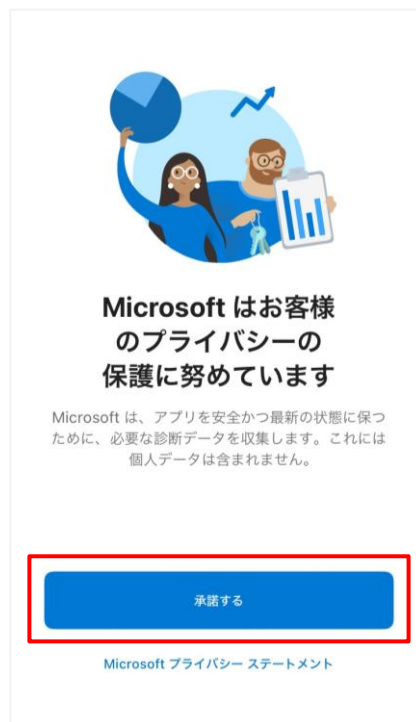 Microsoft はお客様
のプライバシーの
保護に努めています
Microsoft は、アプリを安全かつ最新の状態に保つ
ために、必要な診断データを収集します。これには
個人データは含まれません。
承諾する
Microsoft プライバシー ステートメント